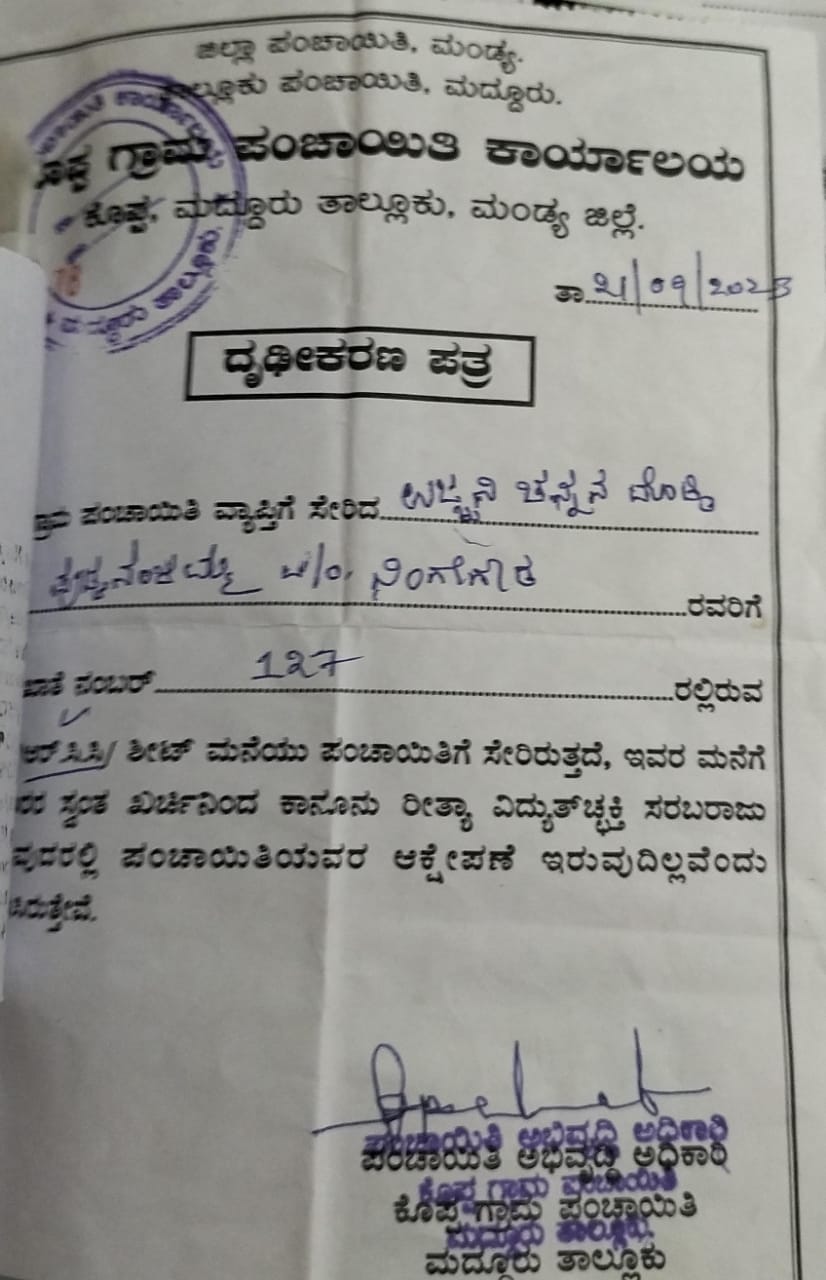 ಜಿಲ್ಲಾ ಪಂಚಾಯಿತಿ, ಮಂಡ್ಯ.
ತಾಲ್ಲೂಕು ಪಂಚಾಯಿತಿ, ಮದ್ದೂರು.
ಗ್ರಾಮ ಪಂಚಾಯಿತಿ ಕಾರ್ಯಾಲಯ
ಕೊಪ್ಪ, ಮದ್ದೂರು ತಾಲ್ಲೂಕು, ಮಂಡ್ಯ ಜಿಲ್ಲೆ.
ತಾ 21/09/2023
ದೃಢೀಕರಣ ಪತ್ರ
ಗ್ರಾಮ ಪಂಚಾಯಿತಿ ವ್ಯಾಪ್ತಿಗೆ ಸೇರಿದ
ನಿಂಗೇಗೌಡ ರವರಿಗೆ
ಖಾತೆ ನಂಬರ್ 127 ರಲ್ಲಿರುವ
ಆರ್.ಸಿ.ಸಿ/ ಶೀಟ್ ಮನೆಯು ಪಂಚಾಯಿತಿಗೆ ಸೇರಿರುತ್ತದೆ, ಇವರ ಮನೆಗೆ
ಸ್ವಂತ ಖರ್ಚಿನಿಂದ ಕಾನೂನು ರೀತ್ಯಾ ವಿದ್ಯುತ್‌ಚ್ಛಕ್ತಿ ಸರಬರಾಜು
ವುದರಲ್ಲಿ ಪಂಚಾಯಿತಿಯವರ ಆಕ್ಷೇಪಣೆ ಇರುವುದಿಲ್ಲವೆಂದು
ಸಿರುತ್ತೇವೆ.
ಪಂಚಾಯಿತಿ ಅಭಿವೃದ್ಧಿ ಅಧಿಕಾರಿ
ಪಂಚಾಯಿತಿ ಅಭಿವೃದ್ಧಿ ಅಧಿಕಾರಿ
ಕೊಪ್ಪ ಗ್ರಾಮ ಪಂಚಾಯಿತಿ
ಕೊಪ್ಪ ಗ್ರಾಮ ಪಂಚಾಯಿತಿ
ಮದ್ದೂರು ತಾಲ್ಲೂಕು.
ಮದ್ದೂರು ತಾಲ್ಲೂಕು